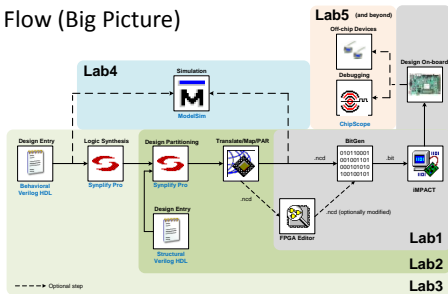 Flow (Big Picture)
Lab5 (and beyond)
Off-chip Devices
Design On-board
Lab4
Simulation
ModelSim
Debugging
ChipScope
Design Entry
Behavioral
Verilog HDL
Logic Synthesis
Synplify Pro
Design Partitioning
Synplify Pro
Translate/Map/PAR
.ncd
BitGen
010110001
001001101
000101010
100100101
.bit
iMPACT
.ncd
.ncd (optionally modified)
FPGA Editor
Design Entry
Structural
Verilog HDL
Lab1
Lab2
Lab3
Optional step